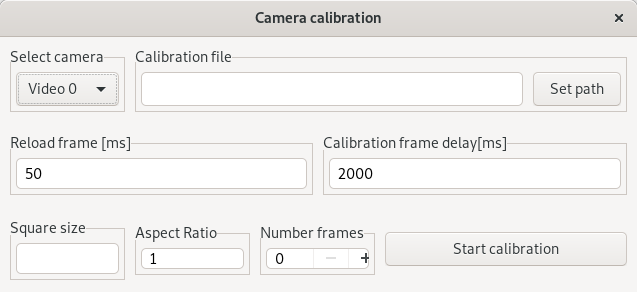 Camera calibration
Select camera
Calibration file
Video 0
Set path
Reload frame [ms]
Calibration frame delay[ms]
50
2000
Square size
Aspect Ratio
Number frames
1
0
Start calibration